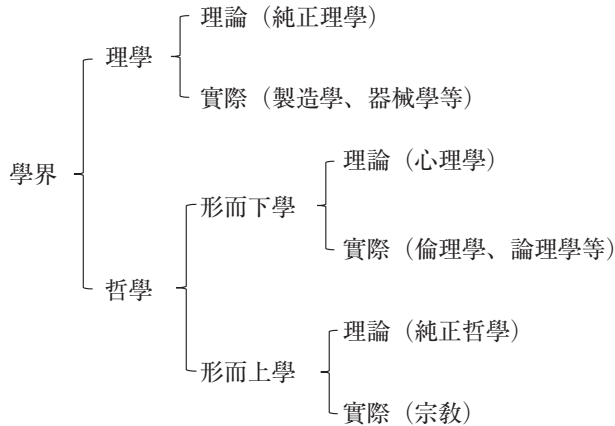 理論（純正理學）
理學
實際（製造學、器械學等）
學界
理論（心理學）
形而下學
實際（倫理學、論理學等）
哲學
理論（純正哲學）
形而上學
實際（宗敎）